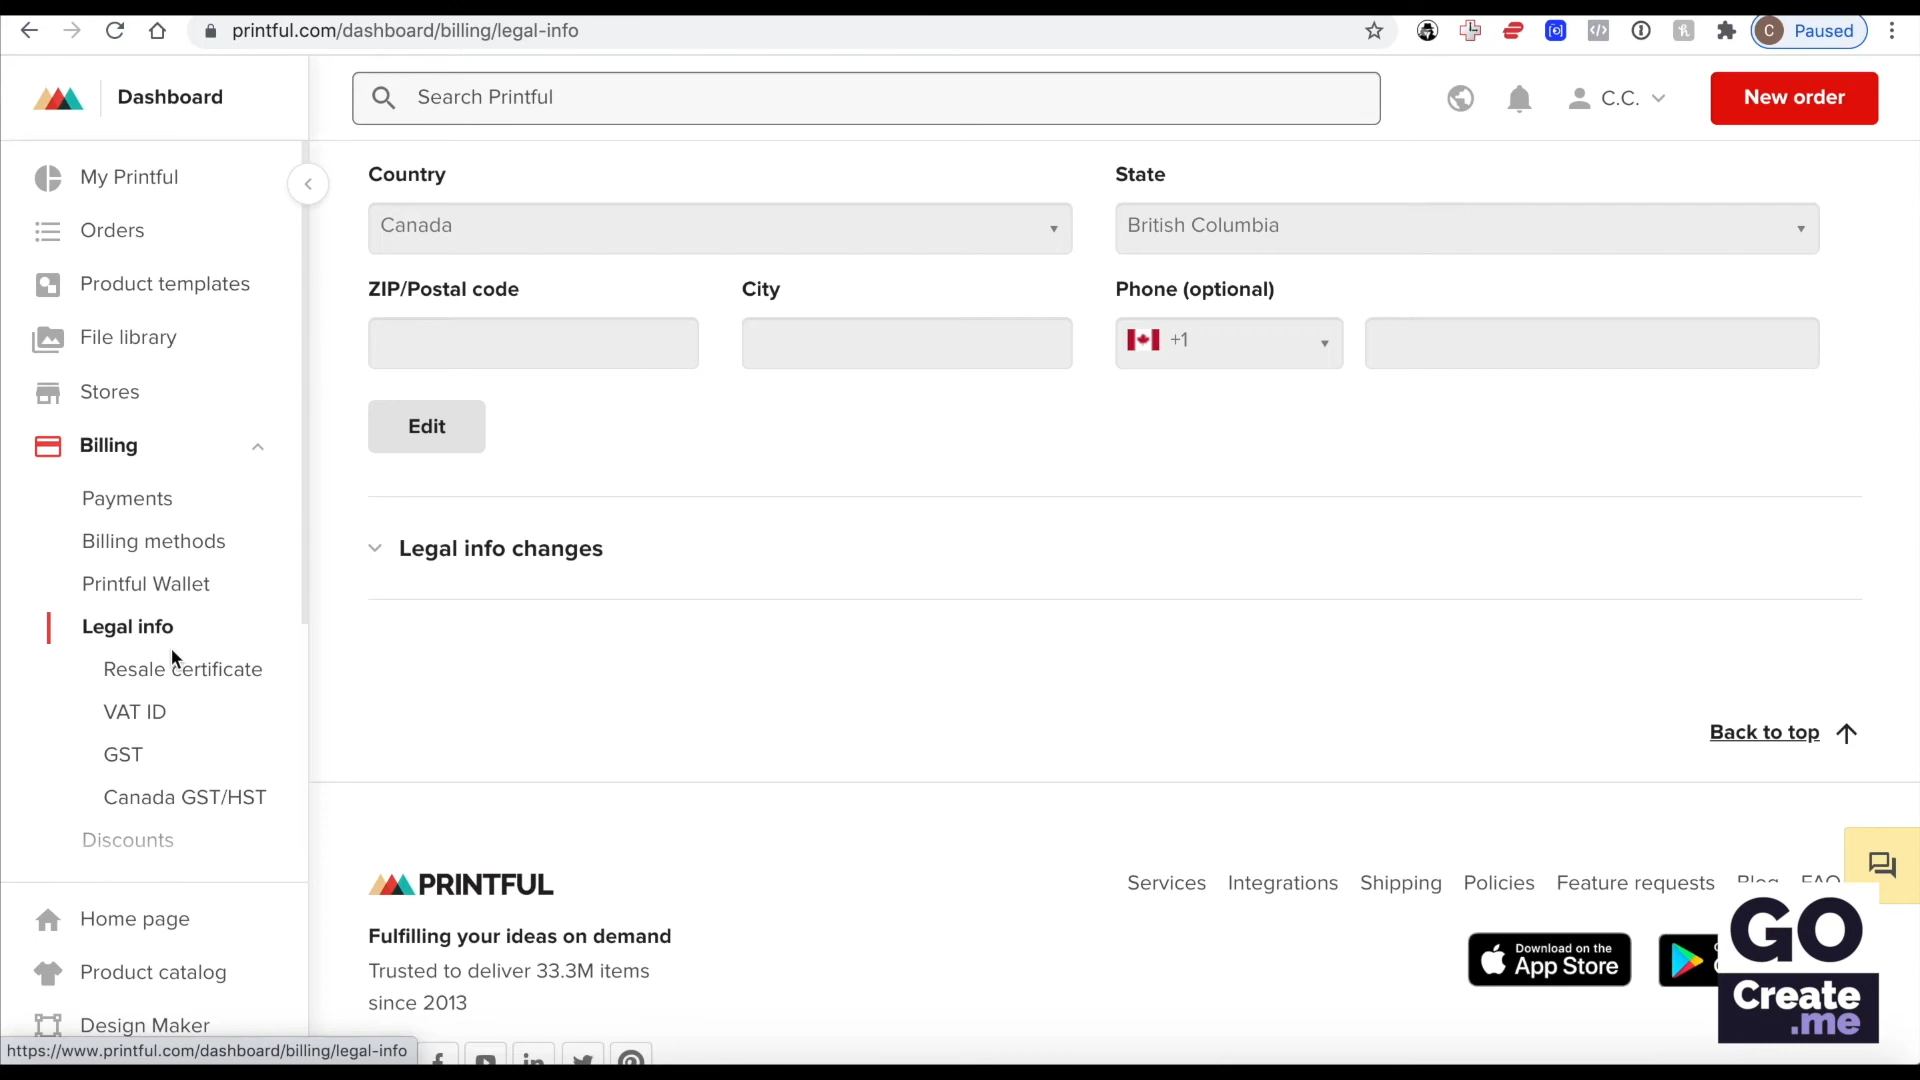 printful.com/dashboard/billing/legal-info
C Paused
Dashboard
Search Printful
C.C.
New order
My Printful
Orders
Product templates
File library
Stores
Billing
Payments
Billing methods
Printful Wallet
Legal info
Resale certificate
VAT ID
GST
Canada GST/HST
Discounts
Home page
Product catalog
Design Maker
https://www.printful.com/dashboard/billing/legal-info
Country State
Canada British Columbia
ZIP/Postal code City Phone (optional)
+1
Edit
Legal info changes
Back to top
PRINTFUL
Services Integrations Shipping Policies Feature requests Blog FAQ
Fulfilling your ideas on demand
Trusted to deliver 33.3M items
since 2013
Download on the
App Store
GO
Create
.me